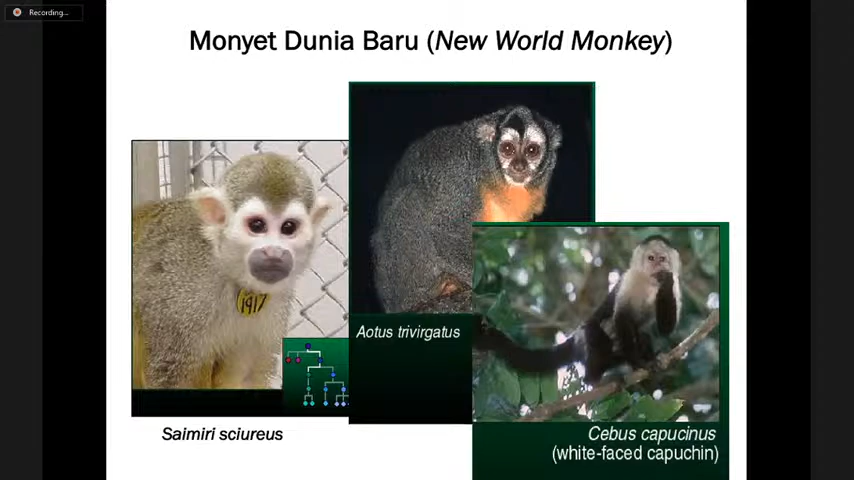 Recording...
Monyet Dunia Baru (New World Monkey)
1917
Aotus trivirgatus
Saimiri sciureus
Cebus capucinus
(white-faced capuchin)